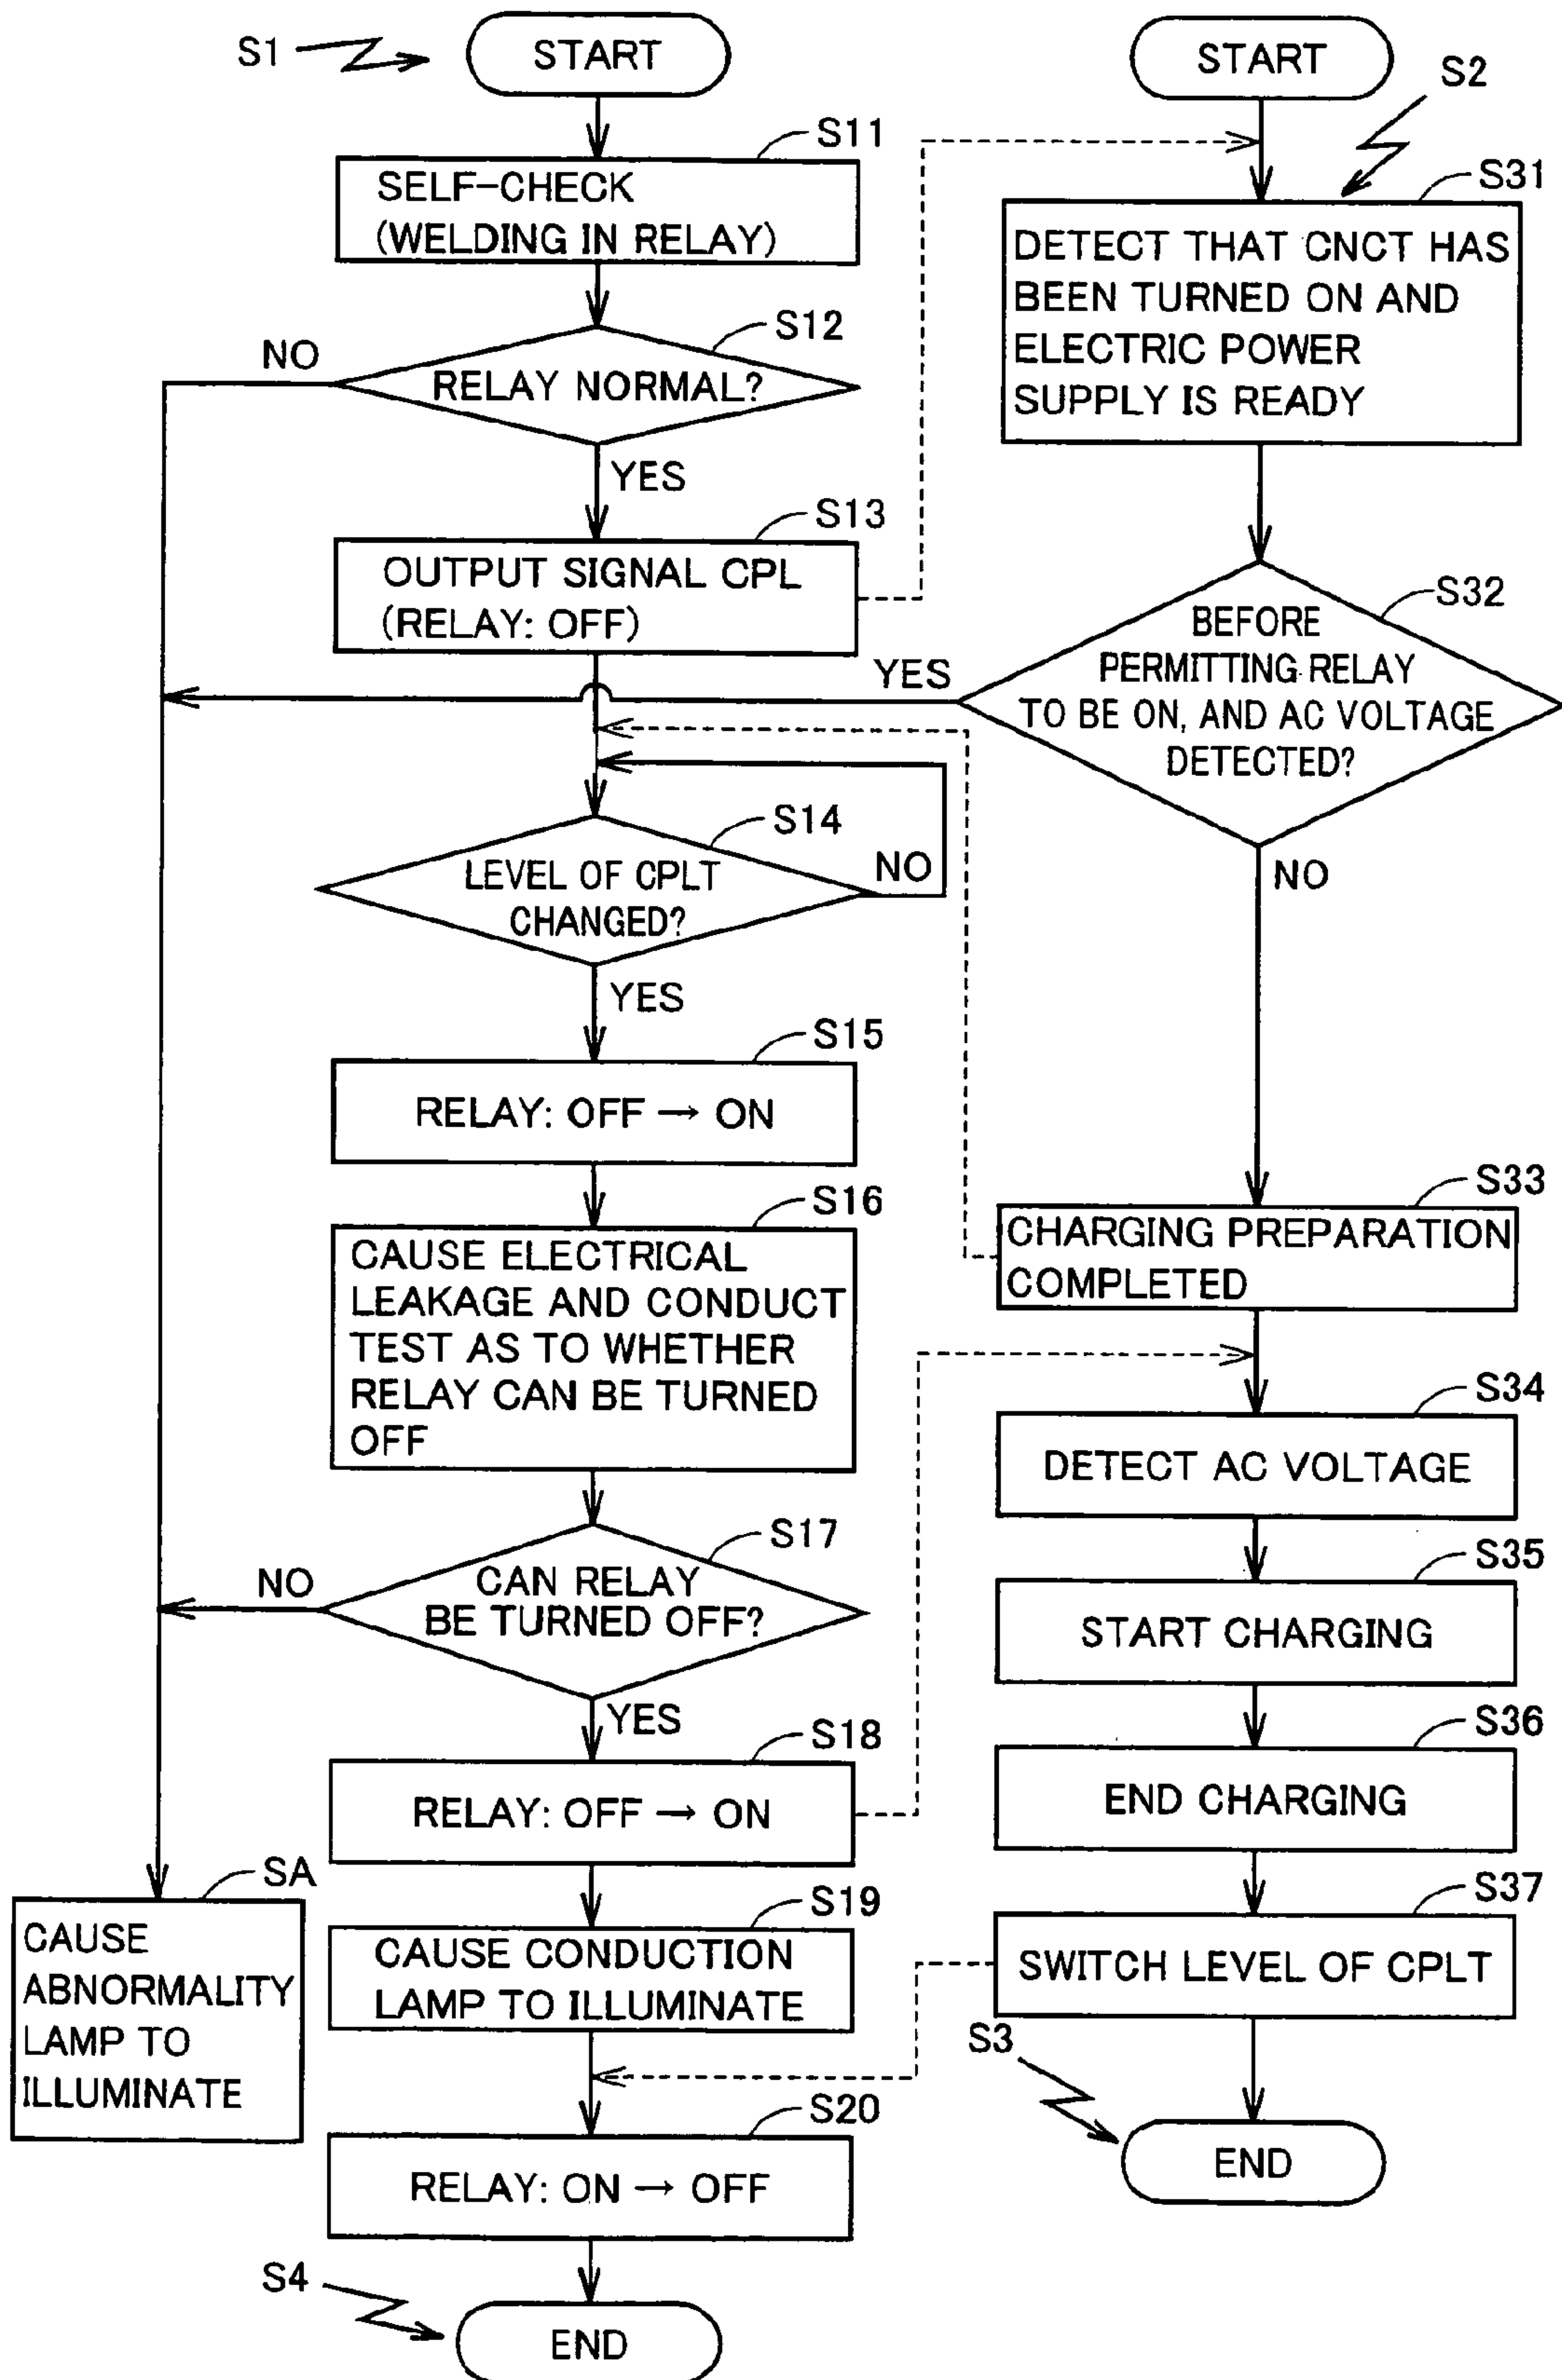 S1
START
S11
SELF-CHECK
(WELDING IN RELAY)
S12
NO
RELAY NORMAL?
YES
S13
OUTPUT SIGNAL CPL
(RELAY: OFF)
S14
LEVEL OF CPLT
CHANGED?
NO
YES
S15
RELAY: OFF → ON
S16
CAUSE ELECTRICAL
LEAKAGE AND CONDUCT
TEST AS TO WHETHER
RELAY CAN BE TURNED
OFF
S17
NO
CAN RELAY
BE TURNED OFF?
YES
S18
RELAY: OFF → ON
SA
CAUSE
ABNORMALITY
LAMP TO
ILLUMINATE
S19
CAUSE CONDUCTION
LAMP TO ILLUMINATE
S20
RELAY: ON → OFF
S4
END
START
S2
S31
DETECT THAT CNCT HAS
BEEN TURNED ON AND
ELECTRIC POWER
SUPPLY IS READY
S32
YES
BEFORE
PERMITTING RELAY
TO BE ON, AND AC VOLTAGE
DETECTED?
NO
S33
CHARGING PREPARATION
COMPLETED
S34
DETECT AC VOLTAGE
S35
START CHARGING
S36
END CHARGING
S37
SWITCH LEVEL OF CPLT
S3
END